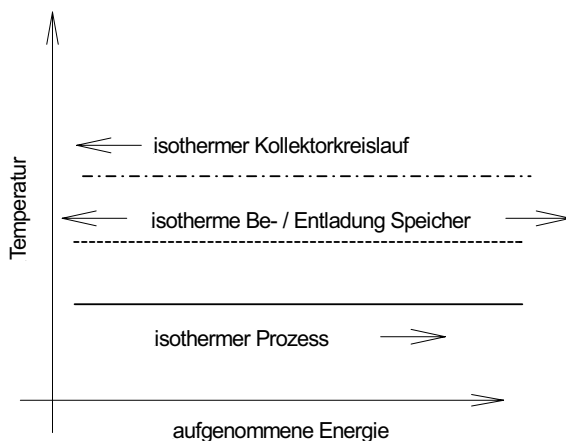 isothermer Kollektorkreislauf
isotherme Be- / Entladung Speicher
isothermer Prozess
Temperatur
aufgenommene Energie